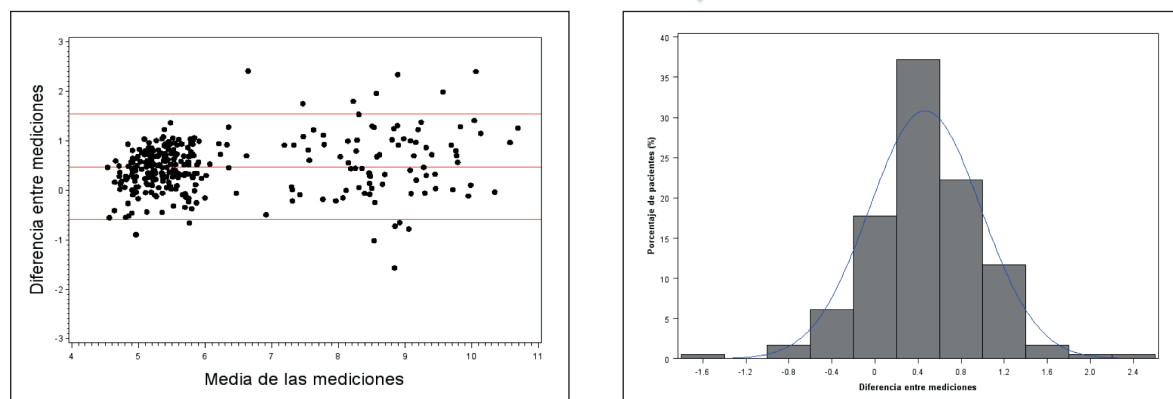 3
2
1
0
-1
-2
-3
Diferencia entre mediciones
4 5 6 7 8 9 10 11
Media de las mediciones
40
35
30
25
20
15
10
5
0
Porcentaje de pacientes (%)
-1.6 -1.2 -0.8 -0.4 0 0.4 0.8 1.2 1.6 2.0 2.4
Diferencia entre mediciones